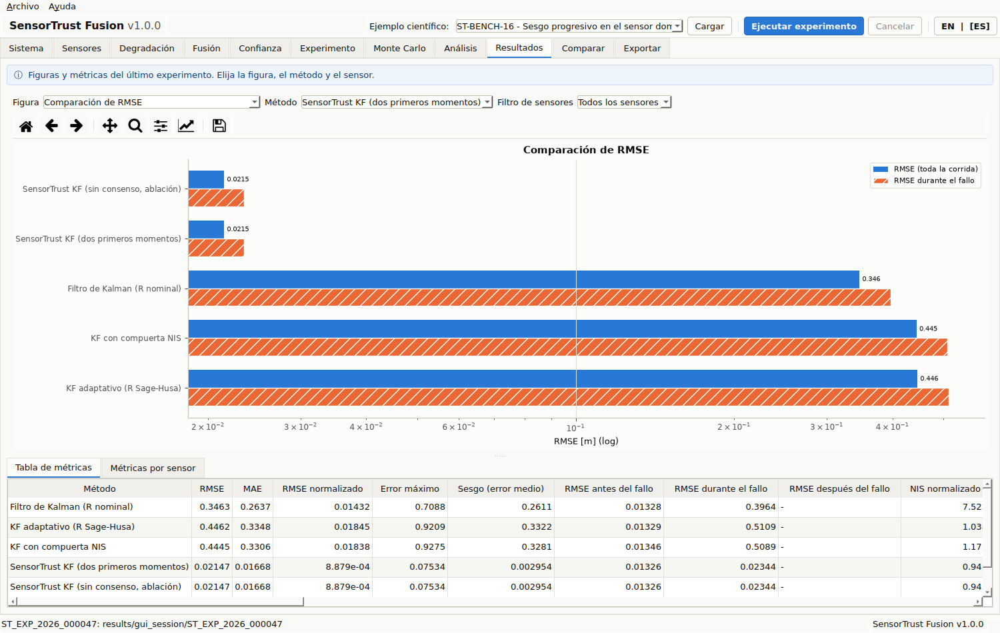 Archivo Ayuda
SensorTrust Fusion v1.0.0
Ejemplo científico: ST-BENCH-16 - Sesgo progresivo en el sensor dom Cargar Ejecutar experimento Cancelar EN | [ES]
Sistema Sensores Degradación Fusión Confianza Experimento Monte Carlo Análisis Resultados Comparar Exportar
ⓘ Figuras y métricas del último experimento. Elija la figura, el método y el sensor.
Figura Comparación de RMSE Método SensorTrust KF (dos primeros momentos) Filtro de sensores Todos los sensores
Comparación de RMSE
RMSE (toda la corrida)
RMSE durante el fallo
SensorTrust KF (sin consenso, ablación) 0.0215
SensorTrust KF (dos primeros momentos) 0.0215
Filtro de Kalman (R nominal) 0.346
KF con compuerta NIS 0.445
KF adaptativo (R Sage-Husa) 0.446
2 × 10⁻² 3 × 10⁻² 4 × 10⁻² 6 × 10⁻² 10⁻¹ 2 × 10⁻¹ 3 × 10⁻¹ 4 × 10⁻¹
RMSE [m] (log)
Tabla de métricas Métricas por sensor
Método RMSE MAE RMSE normalizado Error máximo Sesgo (error medio) RMSE antes del fallo RMSE durante el fallo RMSE después del fallo NIS normalizado
Filtro de Kalman (R nominal) 0.3463 0.2637 0.01432 0.7088 0.2611 0.01328 0.3964 - 7.52
KF adaptativo (R Sage-Husa) 0.4462 0.3348 0.01845 0.9209 0.3322 0.01329 0.5109 - 1.03
KF con compuerta NIS 0.4445 0.3306 0.01838 0.9275 0.3281 0.01346 0.5089 - 1.17
SensorTrust KF (dos primeros momentos) 0.02147 0.01668 8.879e-04 0.07534 0.002954 0.01326 0.02344 - 0.94
SensorTrust KF (sin consenso, ablación) 0.02147 0.01668 8.879e-04 0.07534 0.002954 0.01326 0.02344 - 0.94
ST_EXP_2026_000047: results/gui_session/ST_EXP_2026_000047 SensorTrust Fusion v1.0.0